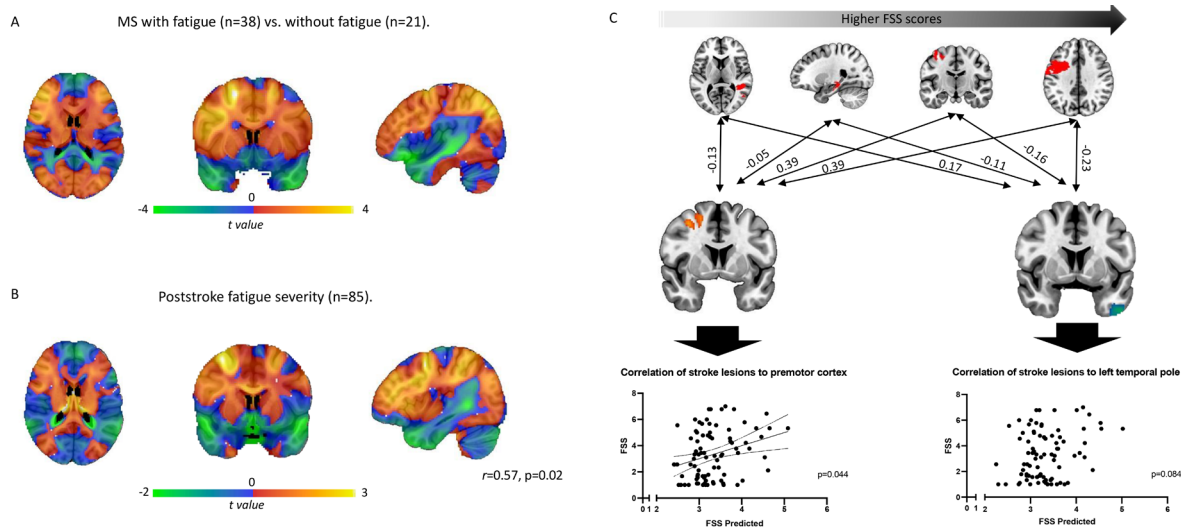 A
MS with fatigue (n=38) vs. without fatigue (n=21).
0
-4
4
t value
B
Poststroke fatigue severity (n=85).
r=0.57, p=0.02
0
-2
3
t value
C
Higher FSS scores
-0.13
-0.05
0.39
0.39
0.17
-0.11
-0.16
-0.23
Correlation of stroke lesions to premotor cortex
8
6
4
2
0
FSS
p=0.044
0 1 2 3 4 5 6
FSS Predicted
Correlation of stroke lesions to left temporal pole
8
6
4
2
0
FSS
p=0.084
0 1 2 3 4 5 6
FSS Predicted